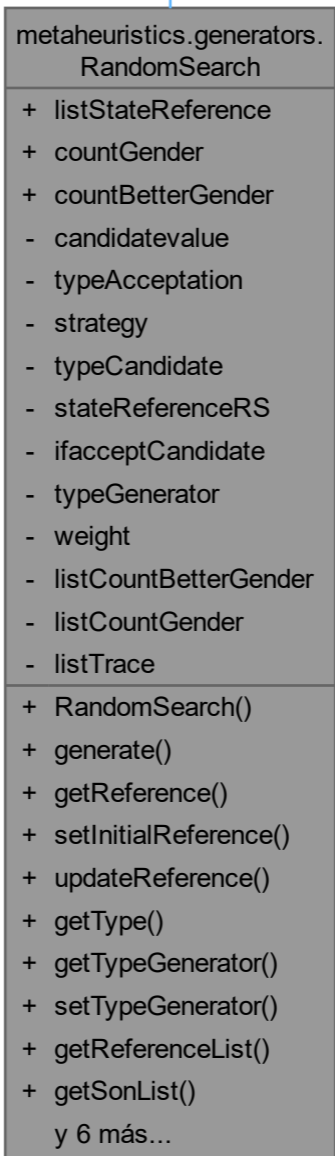 metaheuristics.generators.
RandomSearch
+ listStateReference
+ countGender
+ countBetterGender
- candidatevalue
- typeAcceptation
- strategy
- typeCandidate
- stateReferenceRS
- ifacceptCandidate
- typeGenerator
- weight
- listCountBetterGender
- listCountGender
- listTrace
+ RandomSearch()
+ generate()
+ getReference()
+ setInitialReference()
+ updateReference()
+ getType()
+ getTypeGenerator()
+ setTypeGenerator()
+ getReferenceList()
+ getSonList()
y 6 más...